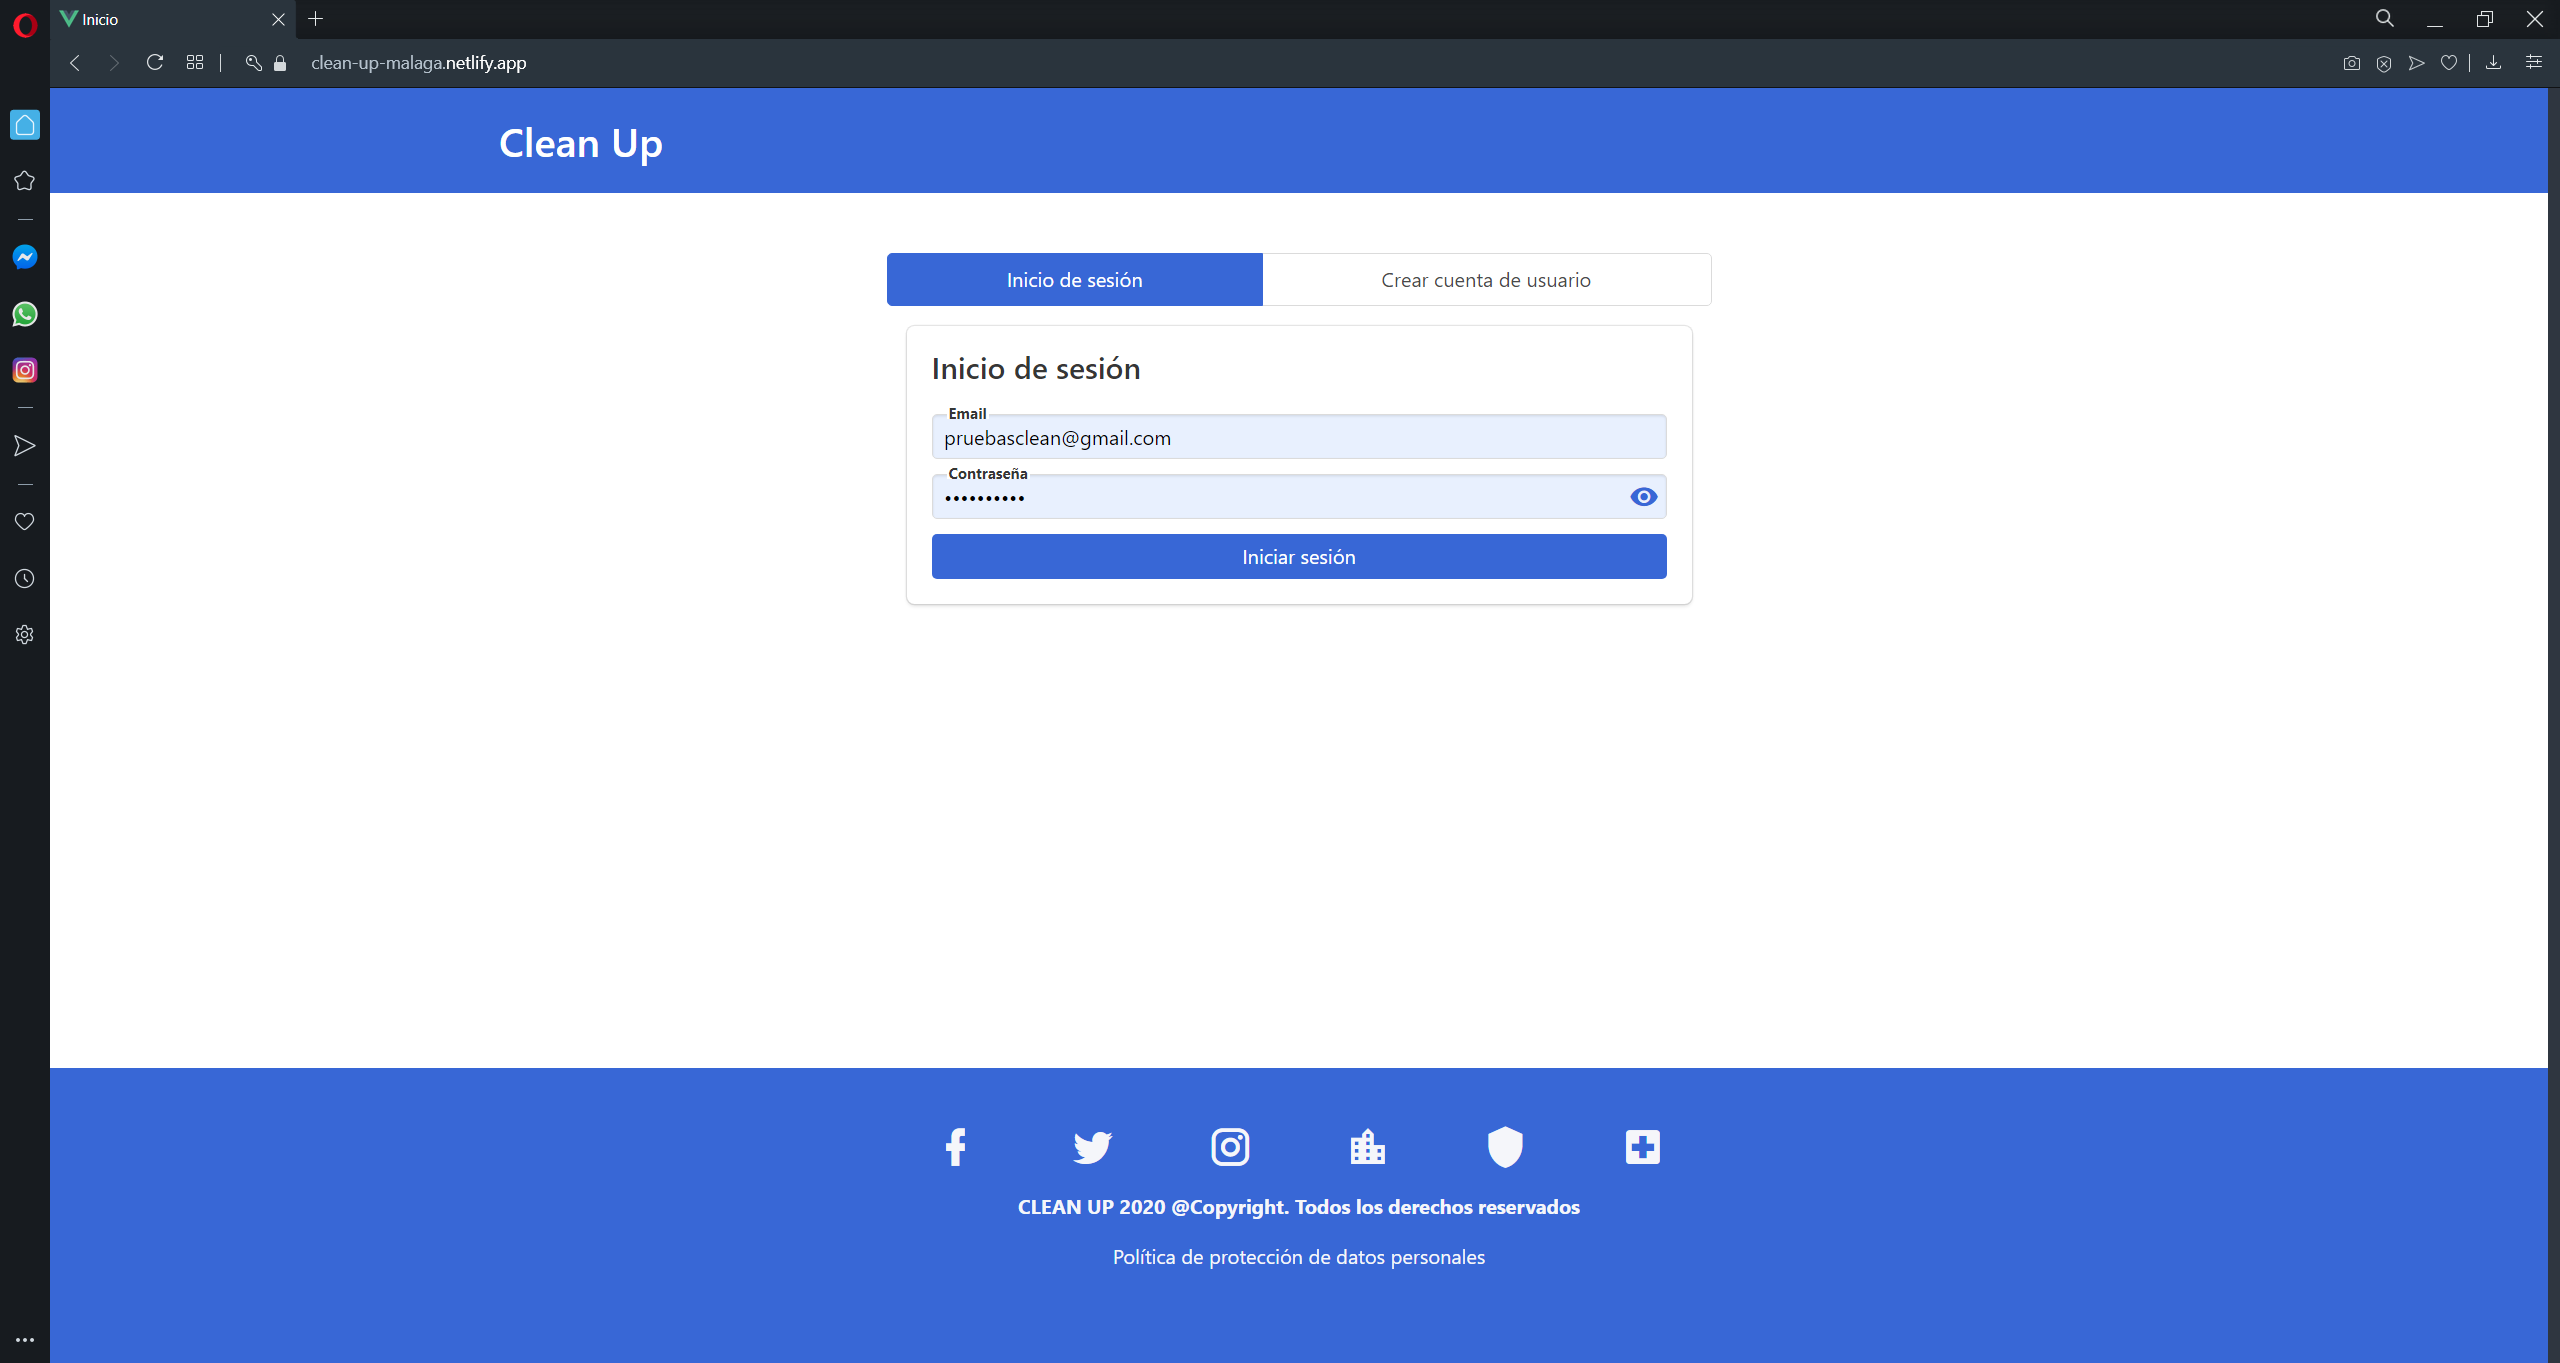 Inicio
clean-up-malaga.netlify.app
Clean Up
Inicio de sesión
Crear cuenta de usuario
Inicio de sesión
Email
pruebasclean@gmail.com
Contraseña
••••••••••
Iniciar sesión
CLEAN UP 2020 @Copyright. Todos los derechos reservados
Política de protección de datos personales